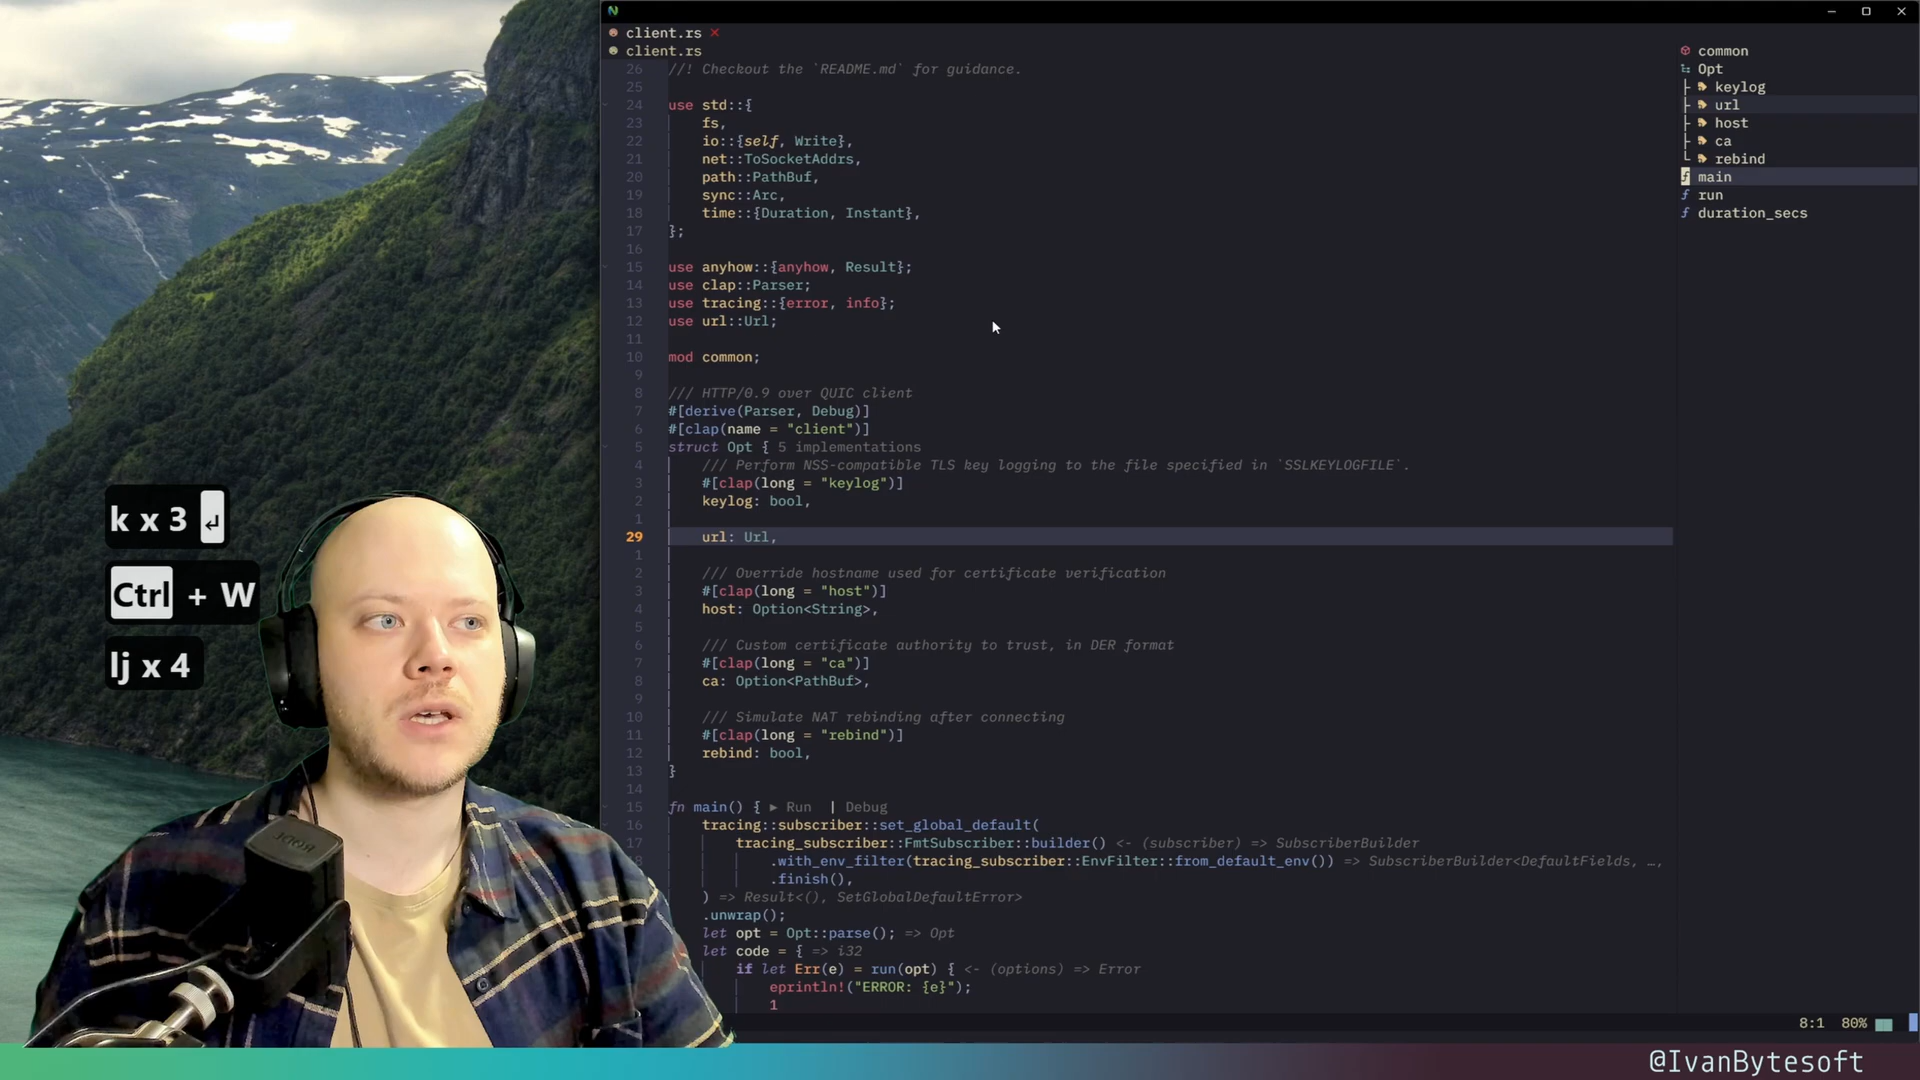 N
client.rs ✕
client.rs
26 //! Checkout the `README.md` for guidance.
25
24 use std::{
23 fs,
22 io::{self, Write},
21 net::ToSocketAddrs,
20 path::PathBuf,
19 sync::Arc,
18 time::{Duration, Instant},
17 };
16
15 use anyhow::{anyhow, Result};
14 use clap::Parser;
13 use tracing::{error, info};
12 use url::Url;
11
10 mod common;
9
8 /// HTTP/0.9 over QUIC client
7 #[derive(Parser, Debug)]
6 #[clap(name = "client")]
5 struct Opt { 5 implementations
4 /// Perform NSS-compatible TLS key logging to the file specified in `SSLKEYLOGFILE`.
3 #[clap(long = "keylog")]
2 keylog: bool,
1
29 url: Url,
1
2 /// Override hostname used for certificate verification
3 #[clap(long = "host")]
4 host: Option<String>,
5
6 /// Custom certificate authority to trust, in DER format
7 #[clap(long = "ca")]
8 ca: Option<PathBuf>,
9
10 /// Simulate NAT rebinding after connecting
11 #[clap(long = "rebind")]
12 rebind: bool,
13 }
14
15 fn main() { ▶ Run | Debug
16 tracing::subscriber::set_global_default(
17 tracing_subscriber::FmtSubscriber::builder() <- (subscriber) => SubscriberBuilder
18 .with_env_filter(tracing_subscriber::EnvFilter::from_default_env()) => SubscriberBuilder<DefaultFields, …,
.finish(),
) => Result<(), SetGlobalDefaultError>
.unwrap();
let opt = Opt::parse(); => Opt
let code = { => i32
if let Err(e) = run(opt) { <- (options) => Error
eprintln!("ERROR: {e}");
1
common
Opt
keylog
url
host
ca
rebind
f main
f run
f duration_secs
8:1 80%
k x 3 ↵
Ctrl + W
lj x 4
RODE
@IvanBytesoft